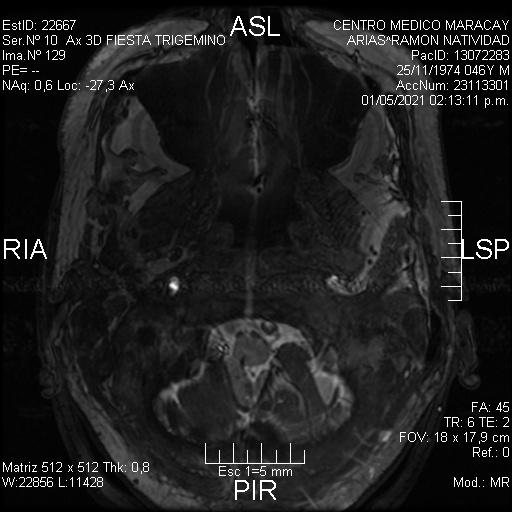 EstID: 22667
Ser.Nº 10 Ax 3D FIESTA TRIGEMINO
Ima.Nº 129
PE= --
NAq: 0,6 Loc: -27,3 Ax
ASL
CENTRO MEDICO MARACAY
ARIAS^RAMON NATIVIDAD
PacID: 13072283
25/11/1974 046Y M
AccNum: 23113301
01/05/2021 02:13:11 p.m.
RIA
LSP
Matriz 512 x 512 Thk: 0,8
W:22856 L:11428
Esc 1=5 mm
PIR
FA: 45
TR: 6 TE: 2
FOV: 18 x 17,9 cm
Ref.: 0
Mod.: MR